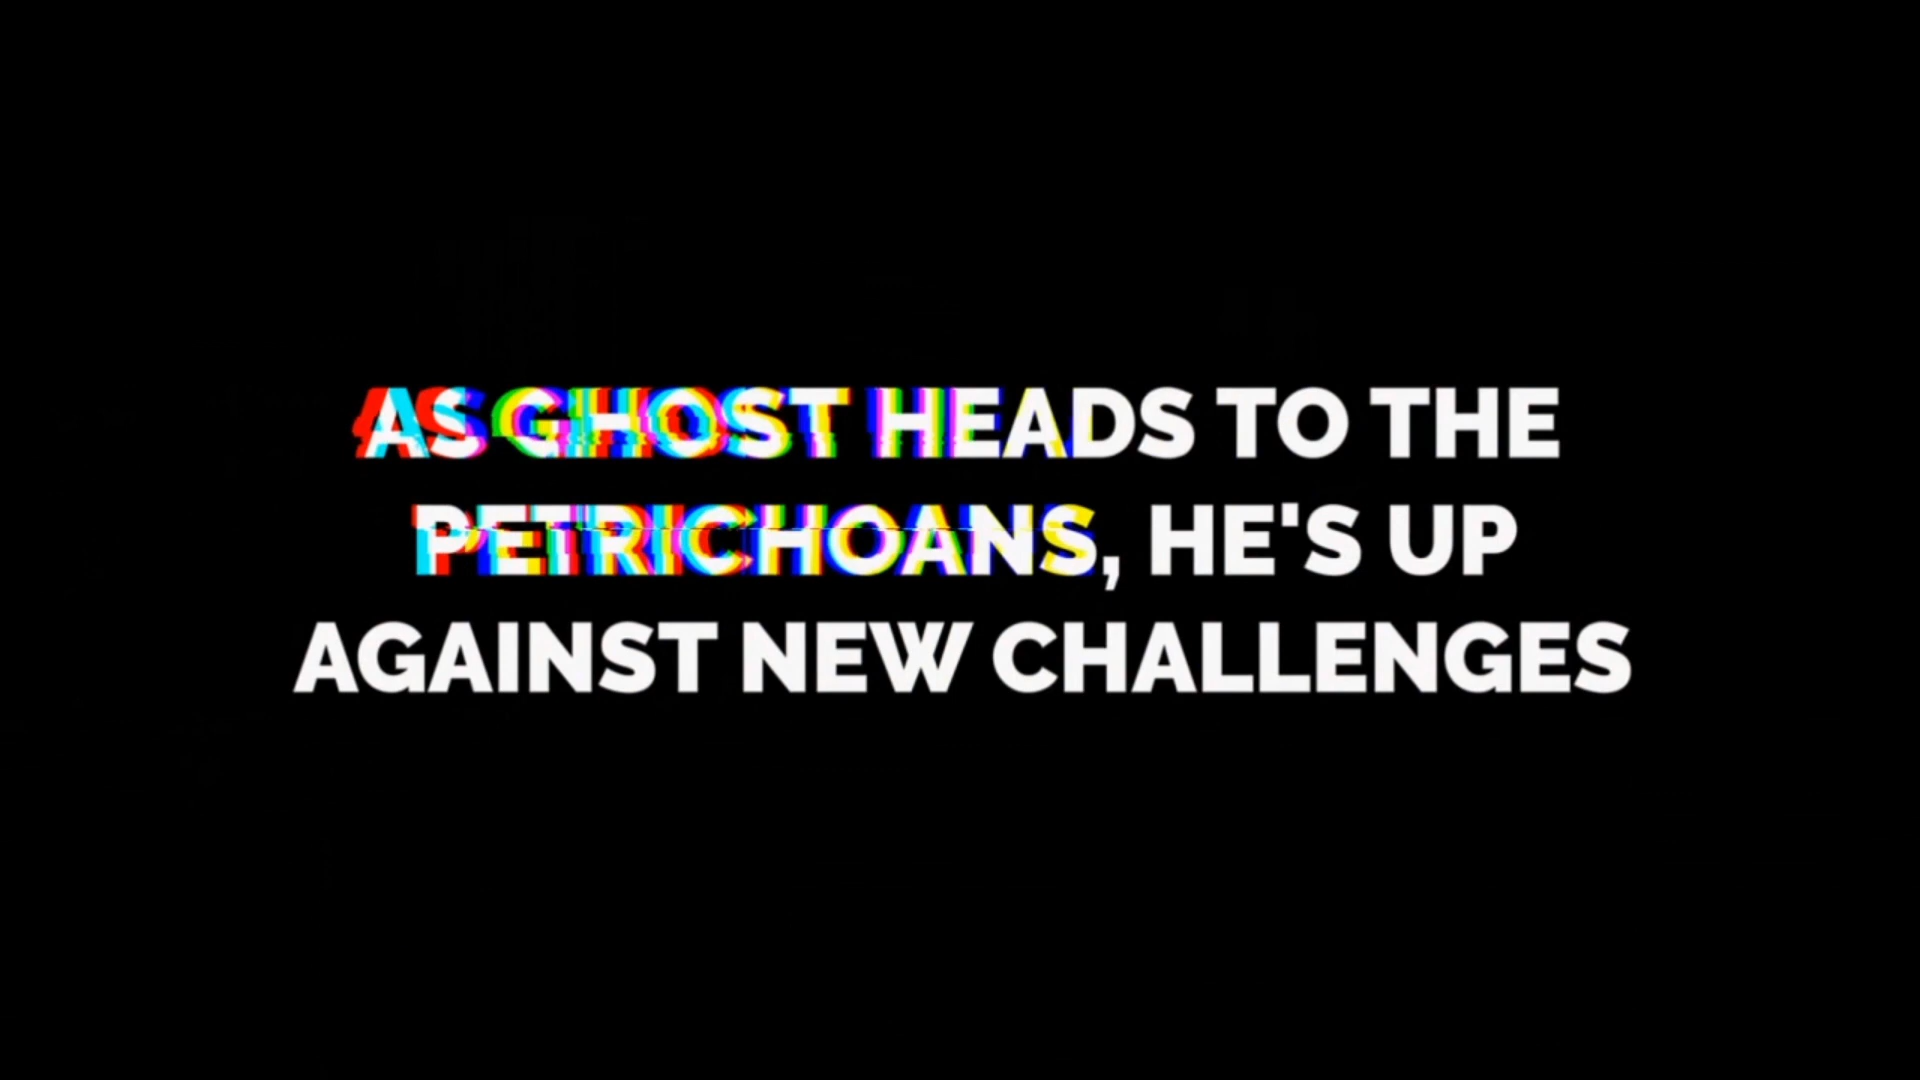 AS GHOST HEADS TO THE
PETRICHOANS, HE'S UP
AGAINST NEW CHALLENGES